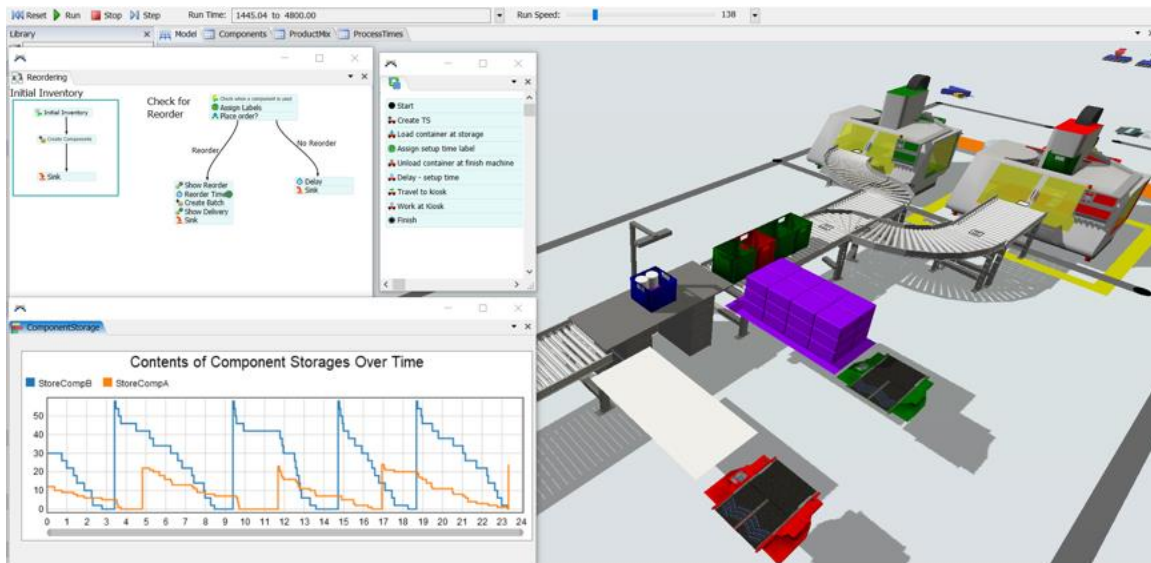 Reset Run Stop Step Run Time: 1445.04 to 4800.00 Run Speed: 138
Library
Model Components ProductMix ProcessTimes
Reordering
Initial Inventory
Initial Inventory
Create Components
Sink
Check for
Reorder
Check when a component is used
Assign Labels
Place order?
Reorder
No Reorder
Show Reorder
Reorder Time
Create Batch
Show Delivery
Sink
Delay
Sink
Start
Create TS
Load container at storage
Assign setup time label
Unload container at finish machine
Delay - setup time
Travel to kiosk
Work at Kiosk
Finish
ComponentStorage
Contents of Component Storages Over Time
StoreCompB StoreCompA
50
40
30
20
10
0
0 1 2 3 4 5 6 7 8 9 10 11 12 13 14 15 16 17 18 19 20 21 22 23 24